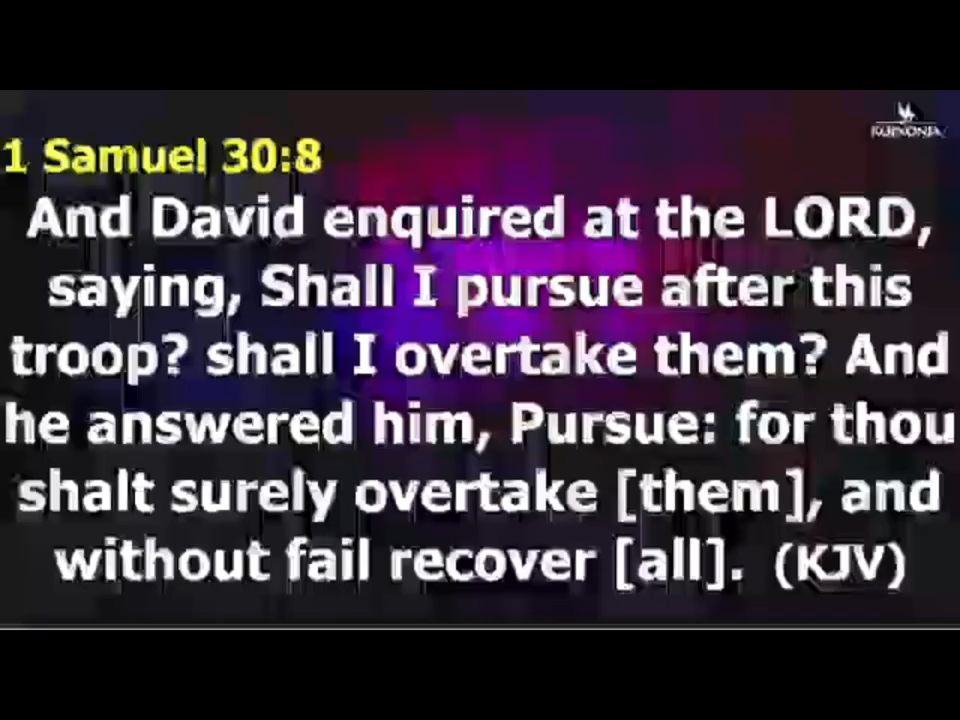 KOINONIA
1 Samuel 30:8
And David enquired at the LORD,
saying, Shall I pursue after this
troop? shall I overtake them? And
he answered him, Pursue: for thou
shalt surely overtake [them], and
without fail recover [all]. (KJV)